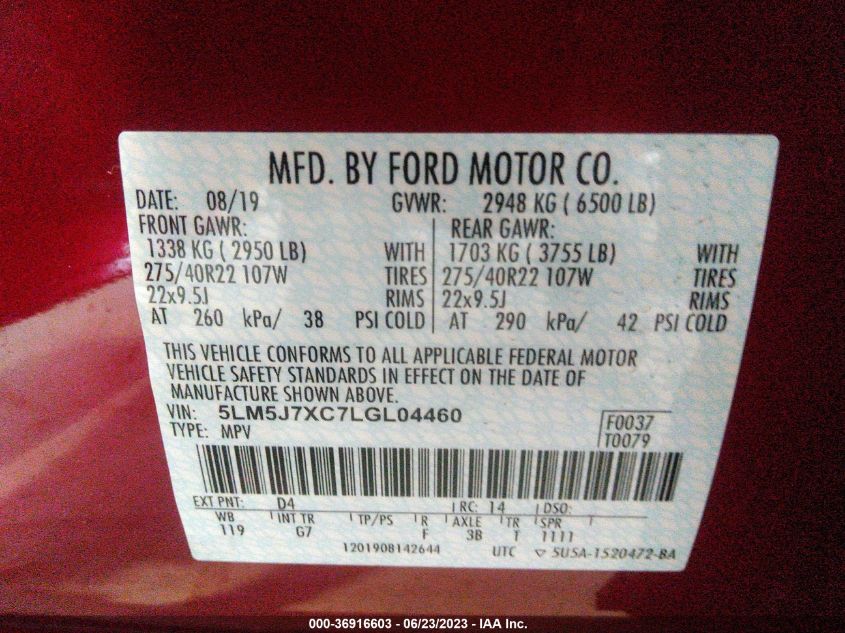 MFD. BY FORD MOTOR CO.
DATE: 08/19 GVWR: 2948 KG ( 6500 LB)
FRONT GAWR: REAR GAWR:
1338 KG ( 2950 LB) WITH 1703 KG ( 3755 LB) WITH
275/40R22 107W TIRES 275/40R22 107W TIRES
22x9.5J RIMS 22x9.5J RIMS
AT 260 kPa/ 38 PSI COLD AT 290 kPa/ 42 PSI COLD
THIS VEHICLE CONFORMS TO ALL APPLICABLE FEDERAL MOTOR
VEHICLE SAFETY STANDARDS IN EFFECT ON THE DATE OF
MANUFACTURE SHOWN ABOVE.
VIN: 5LM5J7XC7LGL04460 F0037
TYPE: MPV T0079
EXT PNT: D4 RC: 14 DSO:
WB INT TR TP/PS R AXLE TR SPR
119 G7 F 3B T 1111
1201908142644 UTC ▽ 5U5A-1520472-BA
000-36916603 - 06/23/2023 - IAA Inc.